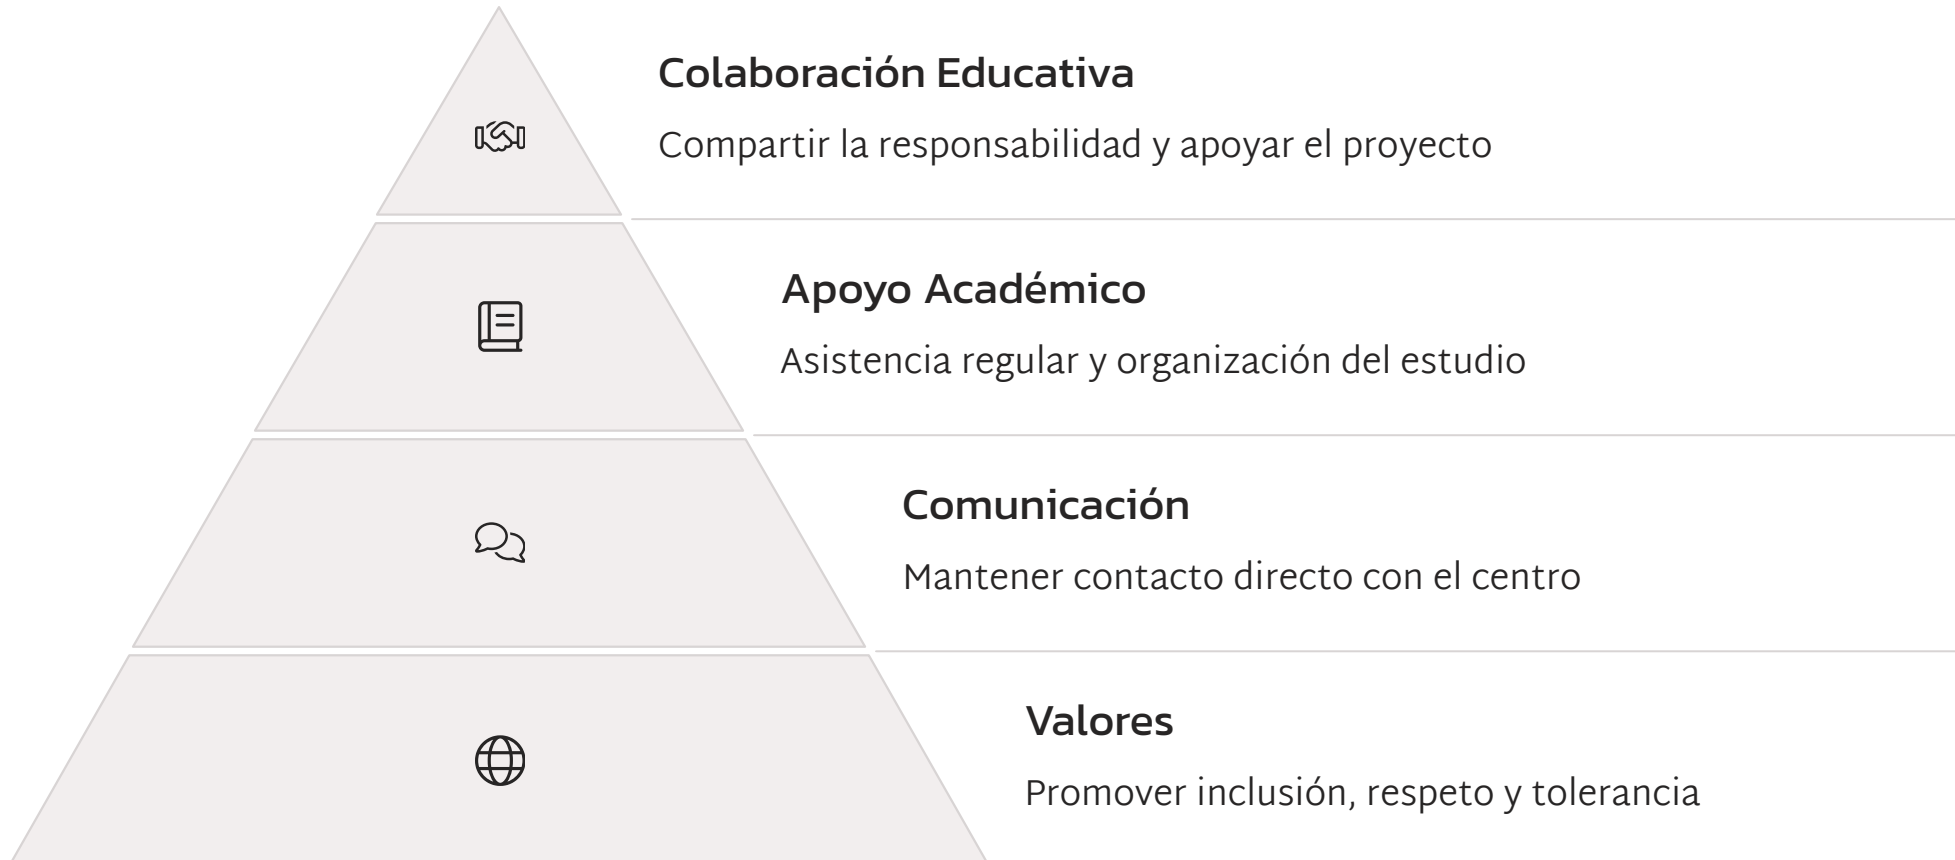 Colaboración Educativa
Compartir la responsabilidad y apoyar el proyecto
Apoyo Académico
Asistencia regular y organización del estudio
Comunicación
Mantener contacto directo con el centro
Valores
Promover inclusión, respeto y tolerancia